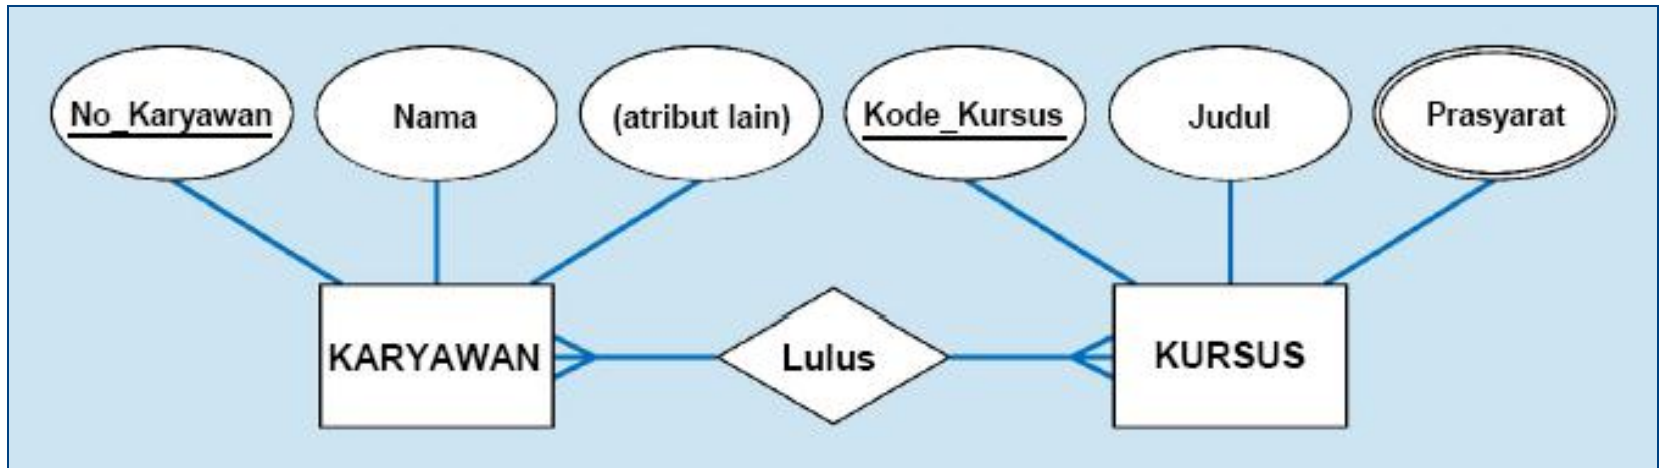 No_Karyawan
Nama
(atribut lain)
Kode_Kursus
Judul
Prasyarat
KARYAWAN
Lulus
KURSUS